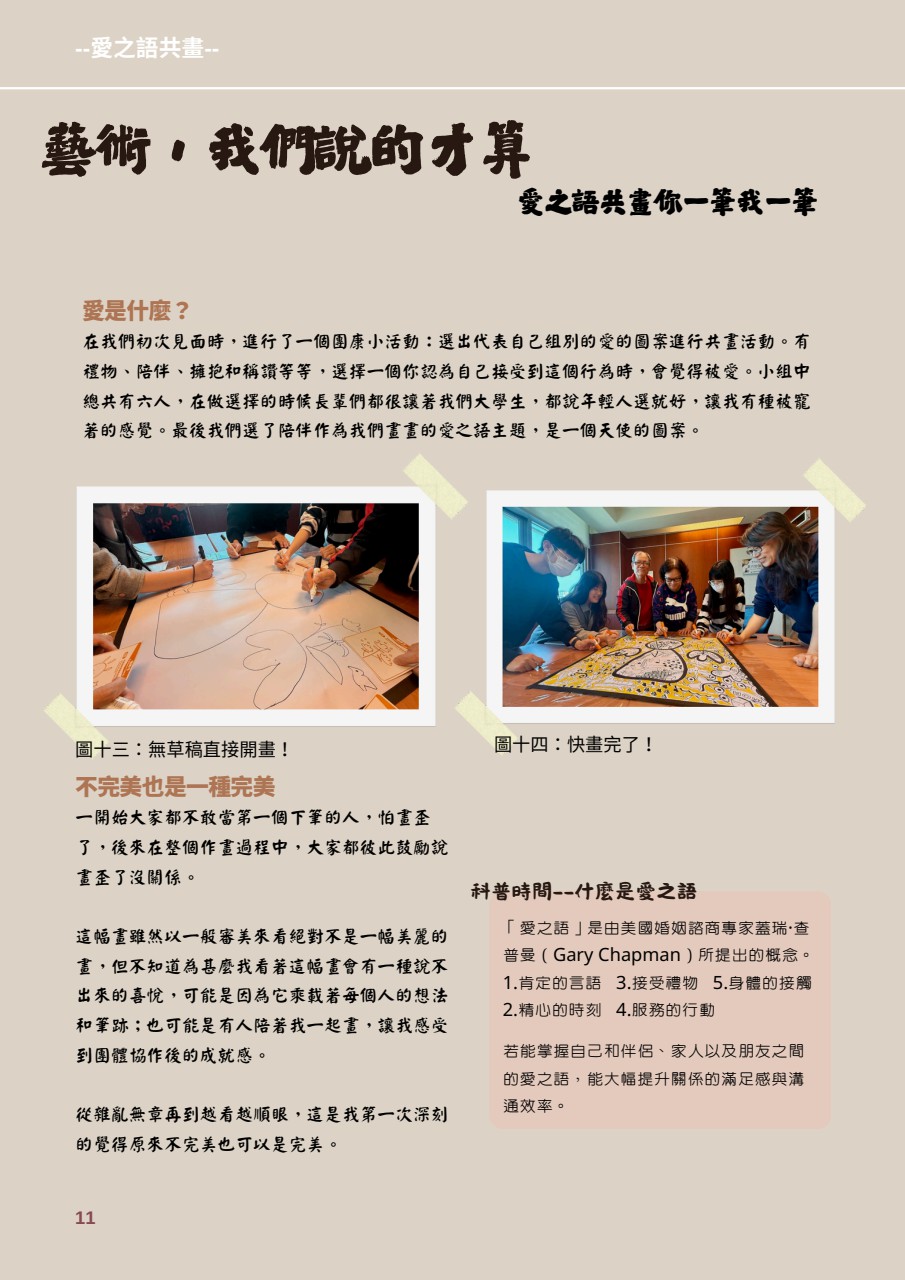 --愛之語共畫--
藝術，我們說的才算
愛之語共畫你一筆我一筆
愛是什麼？
在我們初次見面時，進行了一個團康小活動：選出代表自己組別的愛的圖案進行共畫活動。有
禮物、陪伴、擁抱和稱讚等等，選擇一個你認為自己接受到這個行為時，會覺得被愛。小組中
總共有六人，在做選擇的時候長輩們都很讓著我們大學生，都說年輕人選就好，讓我有種被寵
著的感覺。最後我們選了陪伴作為我們畫畫的愛之語主題，是一個天使的圖案。
圖十三：無草稿直接開畫！
圖十四：快畫完了！
不完美也是一種完美
一開始大家都不敢當第一個下筆的人，怕畫歪
了，後來在整個作畫過程中，大家都彼此鼓勵說
畫歪了沒關係。
這幅畫雖然以一般審美來看絕對不是一幅美麗的
畫，但不知道為甚麼我看著這幅畫會有一種說不
出來的喜悅，可能是因為它乘載著每個人的想法
和筆跡；也可能是有人陪著我一起畫，讓我感受
到團體協作後的成就感。
從雜亂無章再到越看越順眼，這是我第一次深刻
的覺得原來不完美也可以是完美。
科普時間--什麼是愛之語
「愛之語」是由美國婚姻諮商專家蓋瑞·查
普曼（Gary Chapman）所提出的概念。
1.肯定的言語 3.接受禮物 5.身體的接觸
2.精心的時刻 4.服務的行動
若能掌握自己和伴侶、家人以及朋友之間
的愛之語，能大幅提升關係的滿足感與溝
通效率。
11